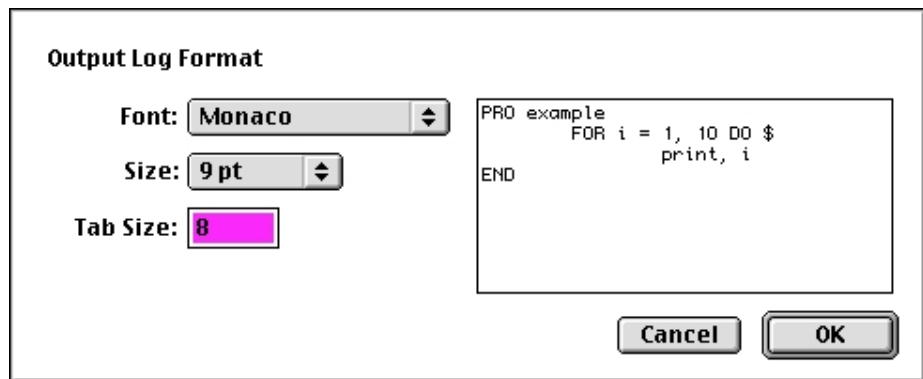 Output Log Format
Font: Monaco
Size: 9 pt
Tab Size: 8
PRO example
FOR i = 1, 10 DO $
print, i
END
Cancel OK